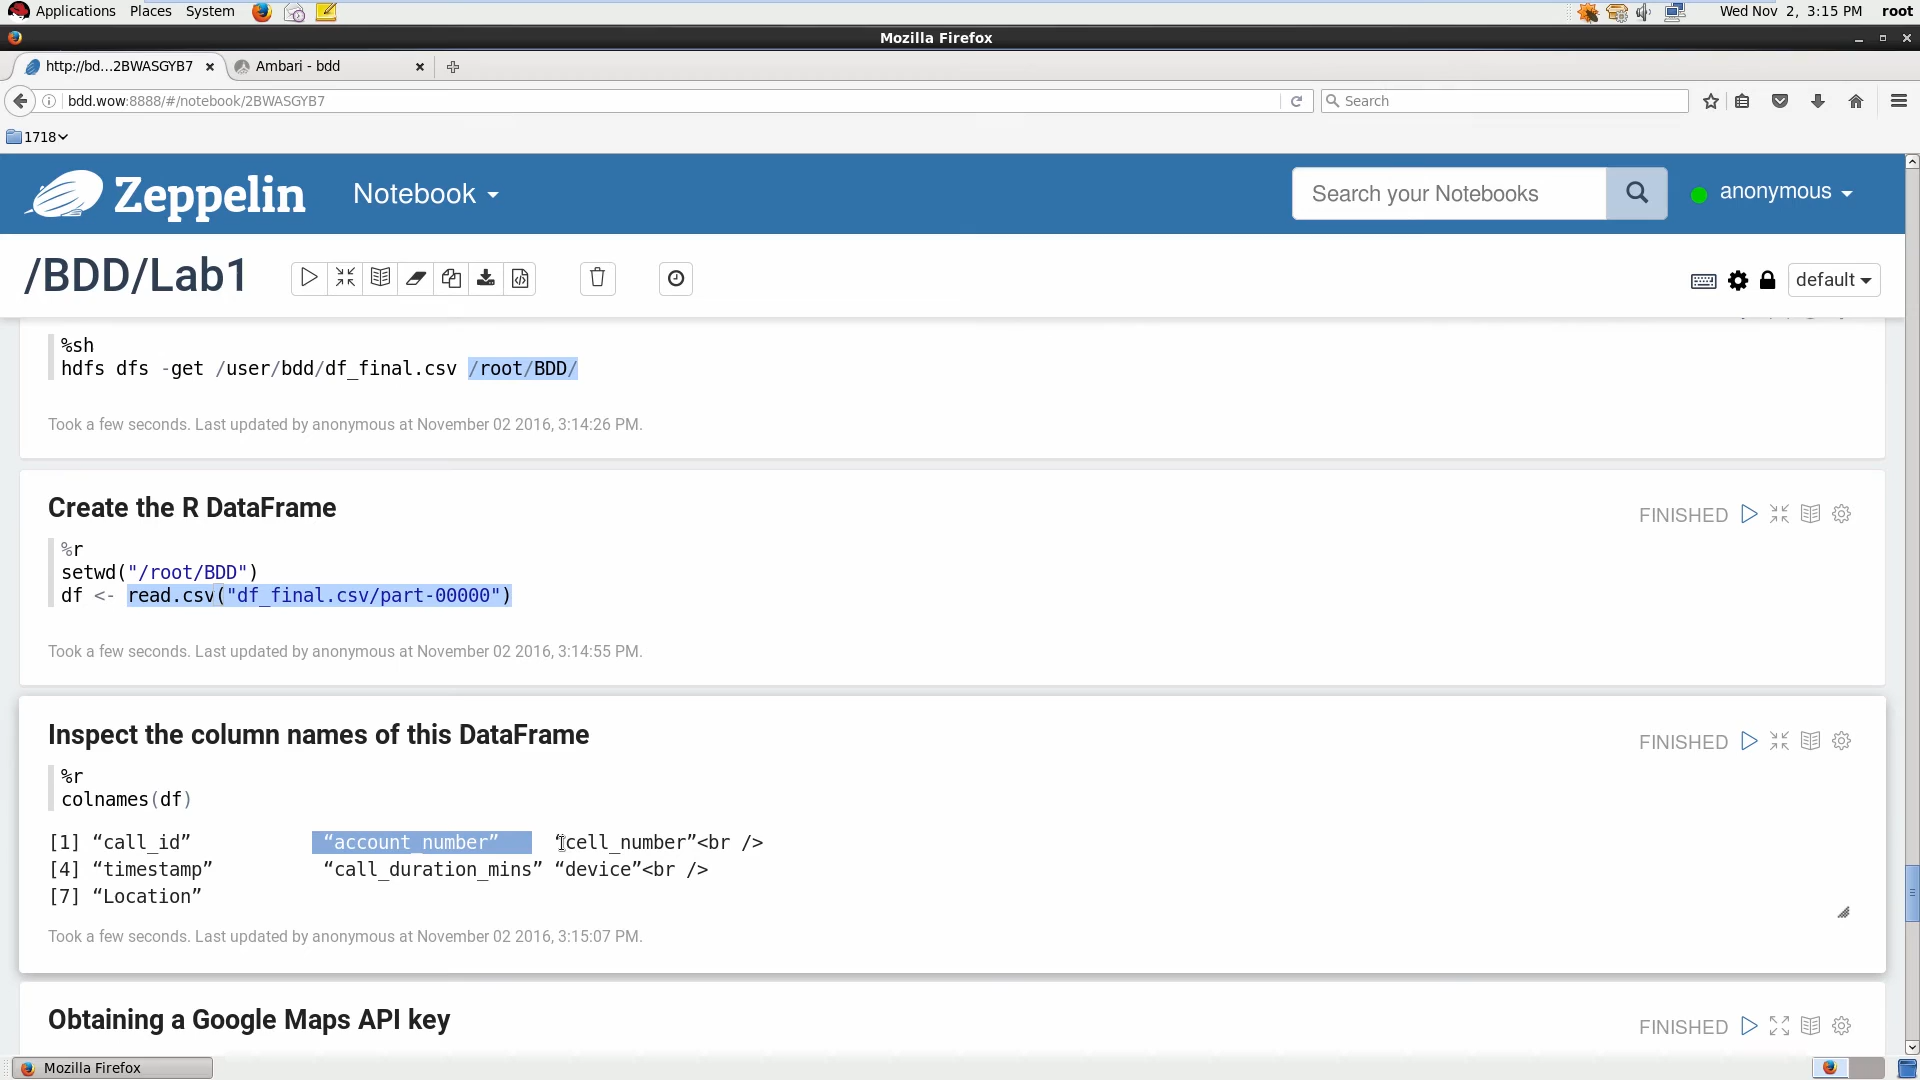 Applications Places System
Wed Nov 2, 3:15 PM root
Mozilla Firefox
http://bd...2BWASGYB7
Ambari - bdd
bdd.wow:8888/#/notebook/2BWASGYB7
Search
1718
Zeppelin
Notebook
Search your Notebooks
anonymous
/BDD/Lab1
default
%sh
hdfs dfs -get /user/bdd/df_final.csv /root/BDD/
Took a few seconds. Last updated by anonymous at November 02 2016, 3:14:26 PM.
Create the R DataFrame
FINISHED
%r
setwd("/root/BDD")
df <- read.csv("df_final.csv/part-00000")
Took a few seconds. Last updated by anonymous at November 02 2016, 3:14:55 PM.
Inspect the column names of this DataFrame
FINISHED
%r
colnames(df)
[1] “call_id” “account_number” “cell_number”<br />
[4] “timestamp” “call_duration_mins” “device”<br />
[7] “Location”
Took a few seconds. Last updated by anonymous at November 02 2016, 3:15:07 PM.
Obtaining a Google Maps API key
FINISHED
Mozilla Firefox